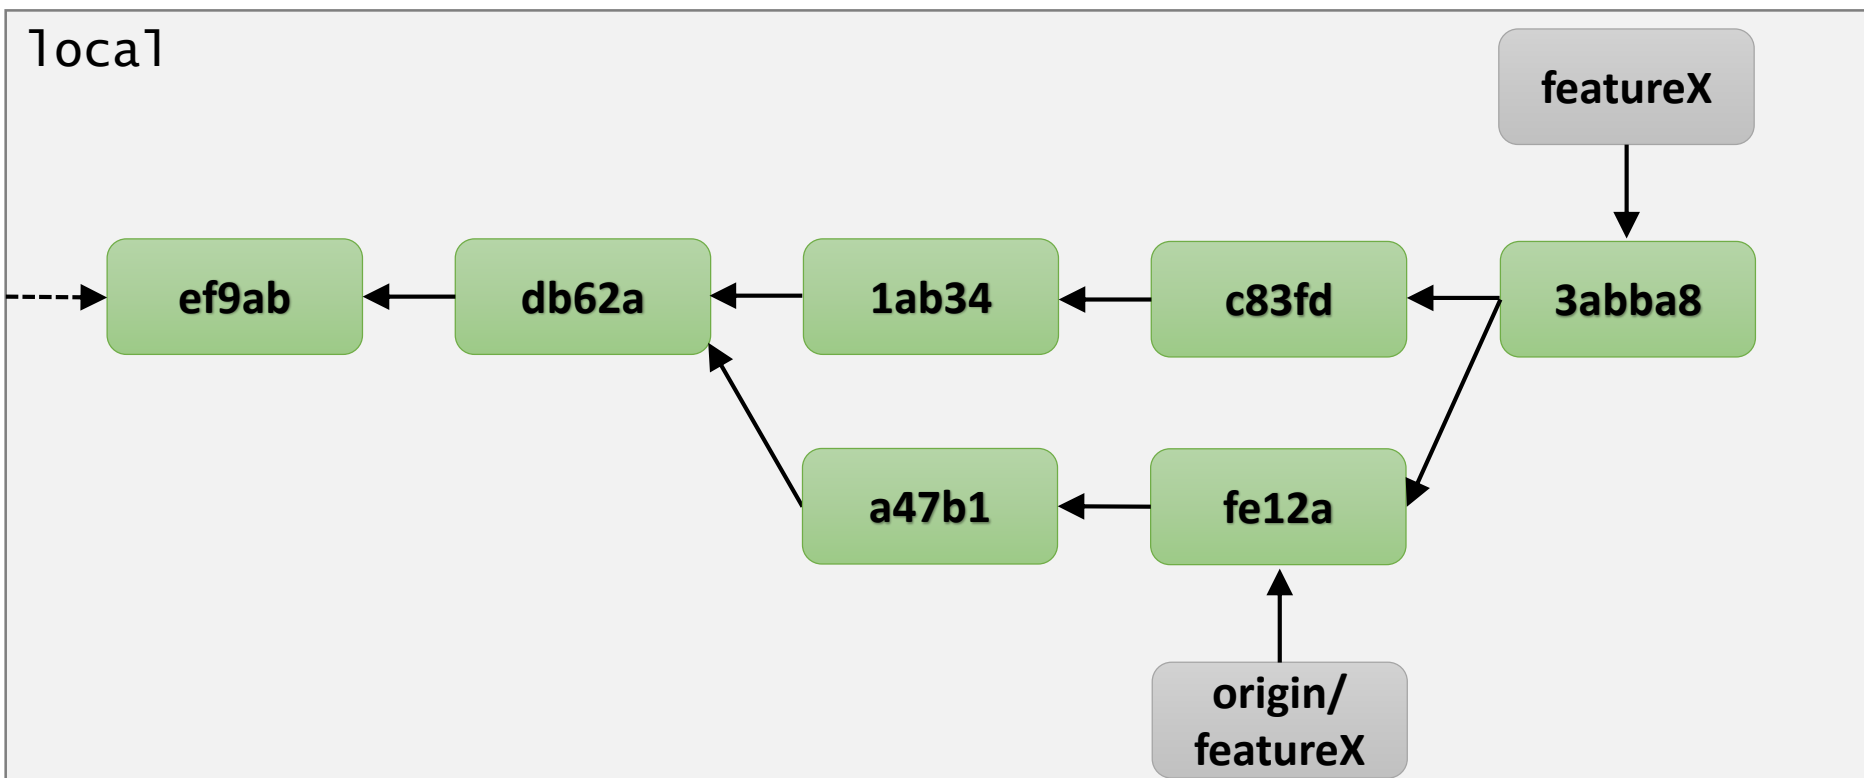 local
featureX
ef9ab
db62a
1ab34
c83fd
3abba8
a47b1
fe12a
origin/
featureX